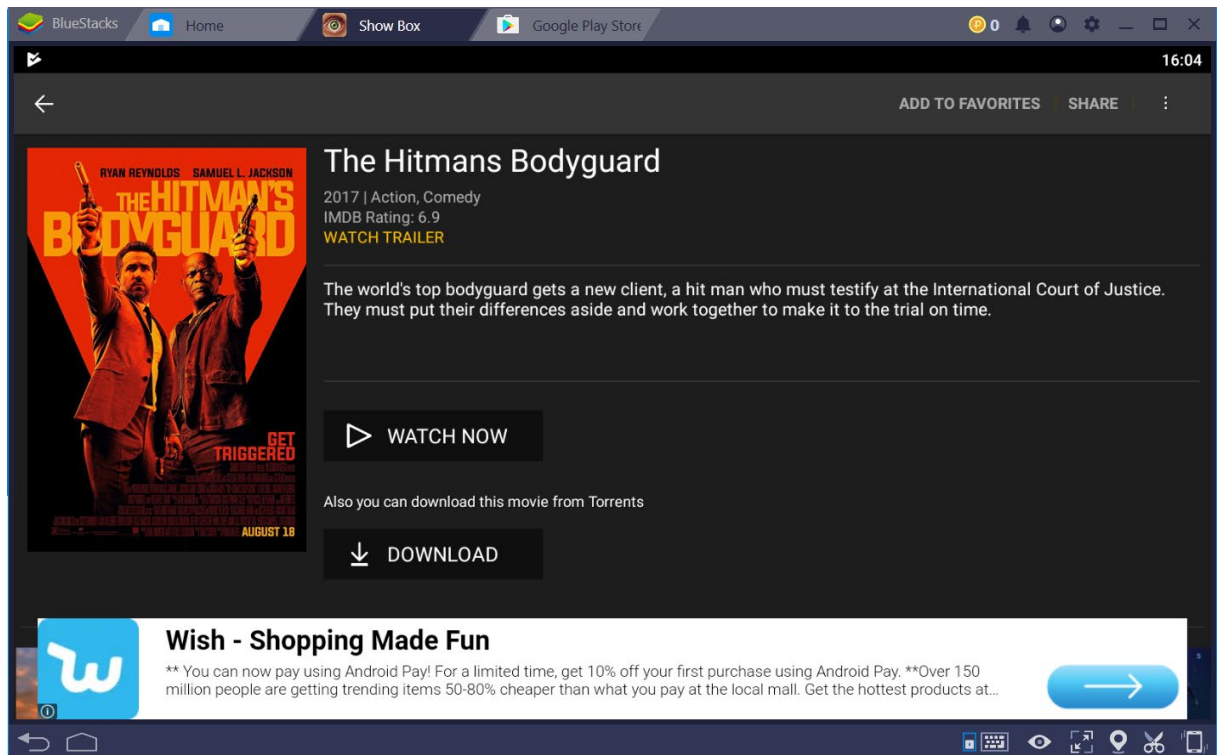 BlueStacks Home Show Box Google Play Store 0
16:04
ADD TO FAVORITES SHARE
RYAN REYNOLDS SAMUEL L. JACKSON
THE HITMAN'S
BODYGUARD
GET
TRIGGERED
AUGUST 18
The Hitmans Bodyguard
2017 | Action, Comedy
IMDB Rating: 6.9
WATCH TRAILER
The world's top bodyguard gets a new client, a hit man who must testify at the International Court of Justice.
They must put their differences aside and work together to make it to the trial on time.
WATCH NOW
Also you can download this movie from Torrents
DOWNLOAD
Wish - Shopping Made Fun
** You can now pay using Android Pay! For a limited time, get 10% off your first purchase using Android Pay. **Over 150
million people are getting trending items 50-80% cheaper than what you pay at the local mall. Get the hottest products at...